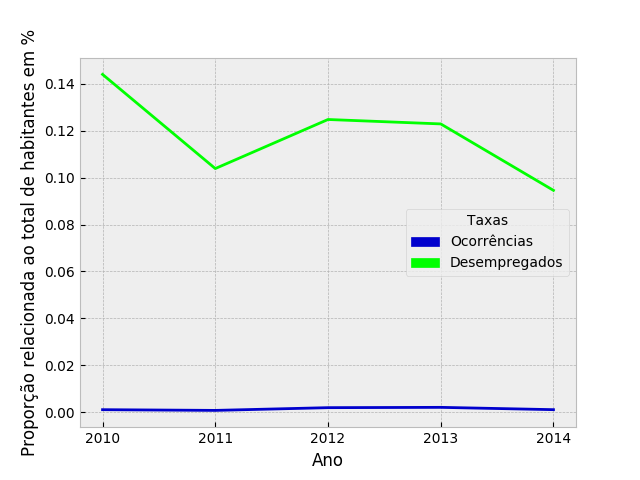 Proporção relacionada ao total de habitantes em %
0.14
0.12
0.10
0.08
0.06
0.04
0.02
0.00
Taxas
Ocorrências
Desempregados
2010 2011 2012 2013 2014
Ano